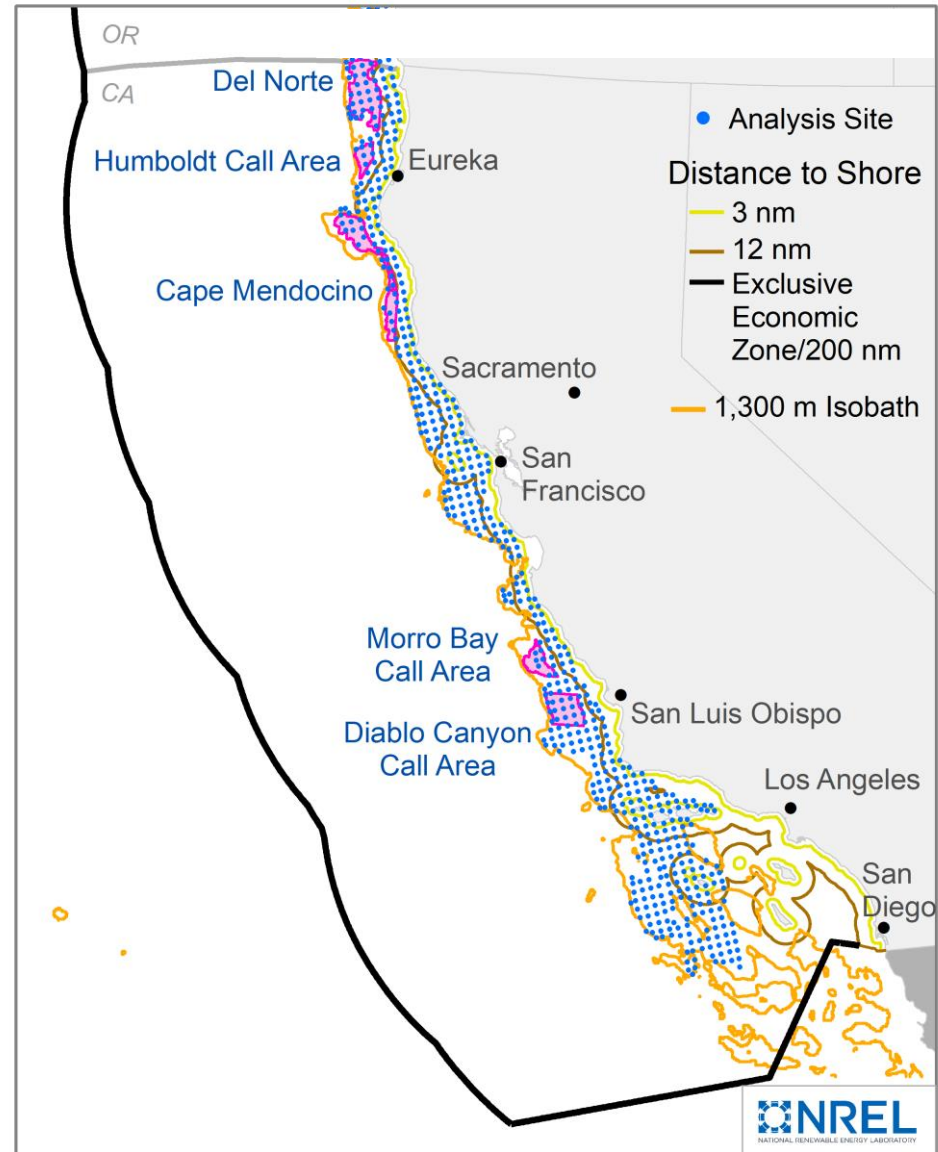 OR
CA
Del Norte
Humboldt Call Area
Eureka
Cape Mendocino
Sacramento
San
Francisco
Morro Bay
Call Area
San Luis Obispo
Diablo Canyon
Call Area
Los Angeles
San
Diego
Analysis Site
Distance to Shore
3 nm
12 nm
Exclusive
Economic
Zone/200 nm
1,300 m Isobath
NREL
NATIONAL RENEWABLE ENERGY LABORATORY